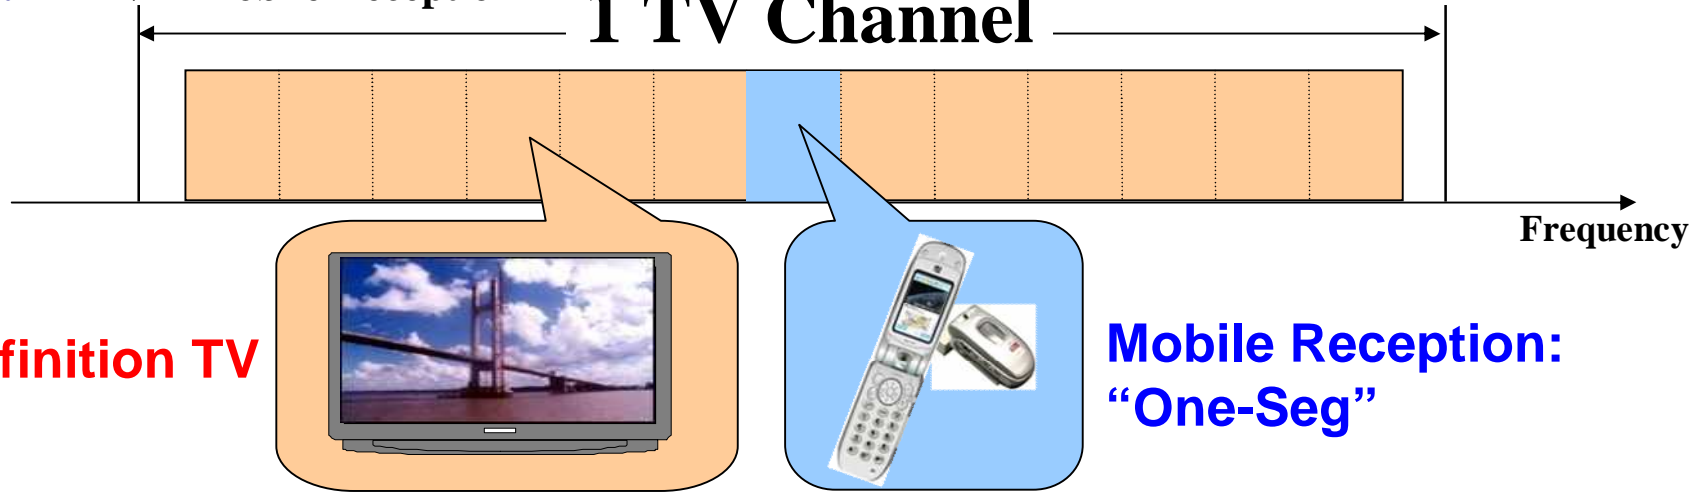 1 TV Channel
Frequency
finition TV
Mobile Reception:
“One-Seg”